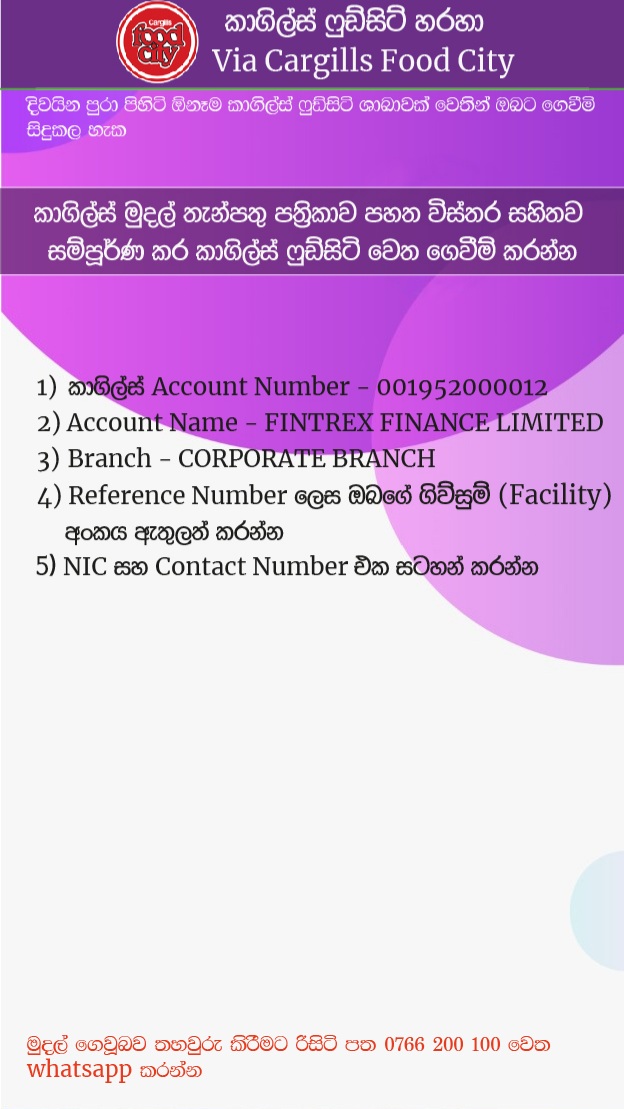 Cargills
food
city
කාගිල්ස් ෆුඩ්සිටි හරහා
Via Cargills Food City
දිවයින පුරා පිහිටි ඕනෑම කාගිල්ස් ෆුඩ්සිටි ශාඛාවක් වෙතින් ඔබට ගෙවීම්
සිදුකල හැක
කාගිල්ස් මුදල් තැන්පතු පත්‍රිකාව පහත විස්තර සහිතව
සම්පූර්ණ කර කාගිල්ස් ෆුඩ්සිටි වෙත ගෙවීම් කරන්න
1) කාගිල්ස් Account Number - 001952000012
2) Account Name - FINTREX FINANCE LIMITED
3) Branch - CORPORATE BRANCH
4) Reference Number ලෙස ඔබගේ ගිව්සුම් (Facility)
අංකය ඇතුලත් කරන්න
5) NIC සහ Contact Number එක සටහන් කරන්න
මුදල් ගෙවූබව තහවුරු කිරීමට රිසිට් පත 0766 200 100 වෙත
whatsapp කරන්න